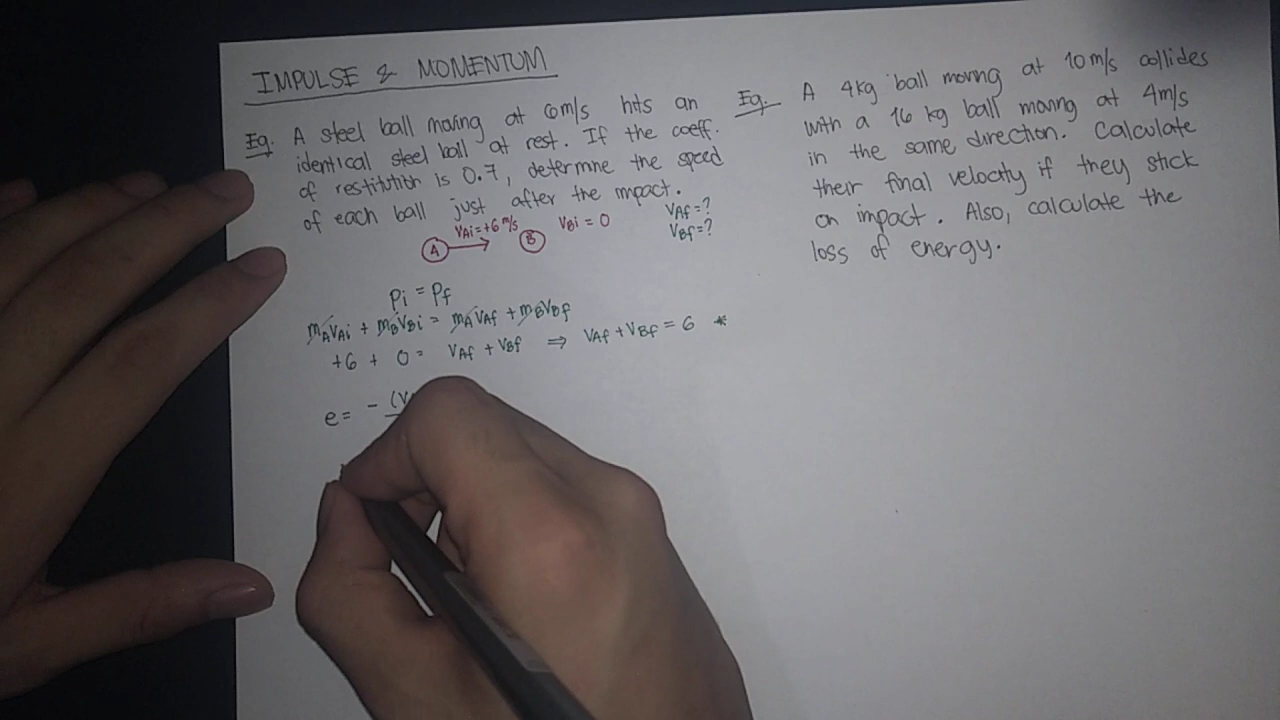 IMPULSE & MOMENTUM
Eg. A steel ball moving at 6m/s hits an
identical steel ball at rest. If the coeff.
of restitution is 0.7, determine the speed
of each ball just after the impact.
VAi=+6 m/s
A B VBi = 0
VAf = ?
VBf = ?
Pi = Pf
mAVAi + mBVBi = mAVAf + mBVBf
+6 + 0 = VAf + VBf ⇒ VAf + VBf = 6 *
e = - (V
Eg. A 4kg ball moving at 10m/s collides
with a 16 kg ball moving at 4m/s
in the same direction. Calculate
their final velocity if they stick
on impact. Also, calculate the
loss of energy.